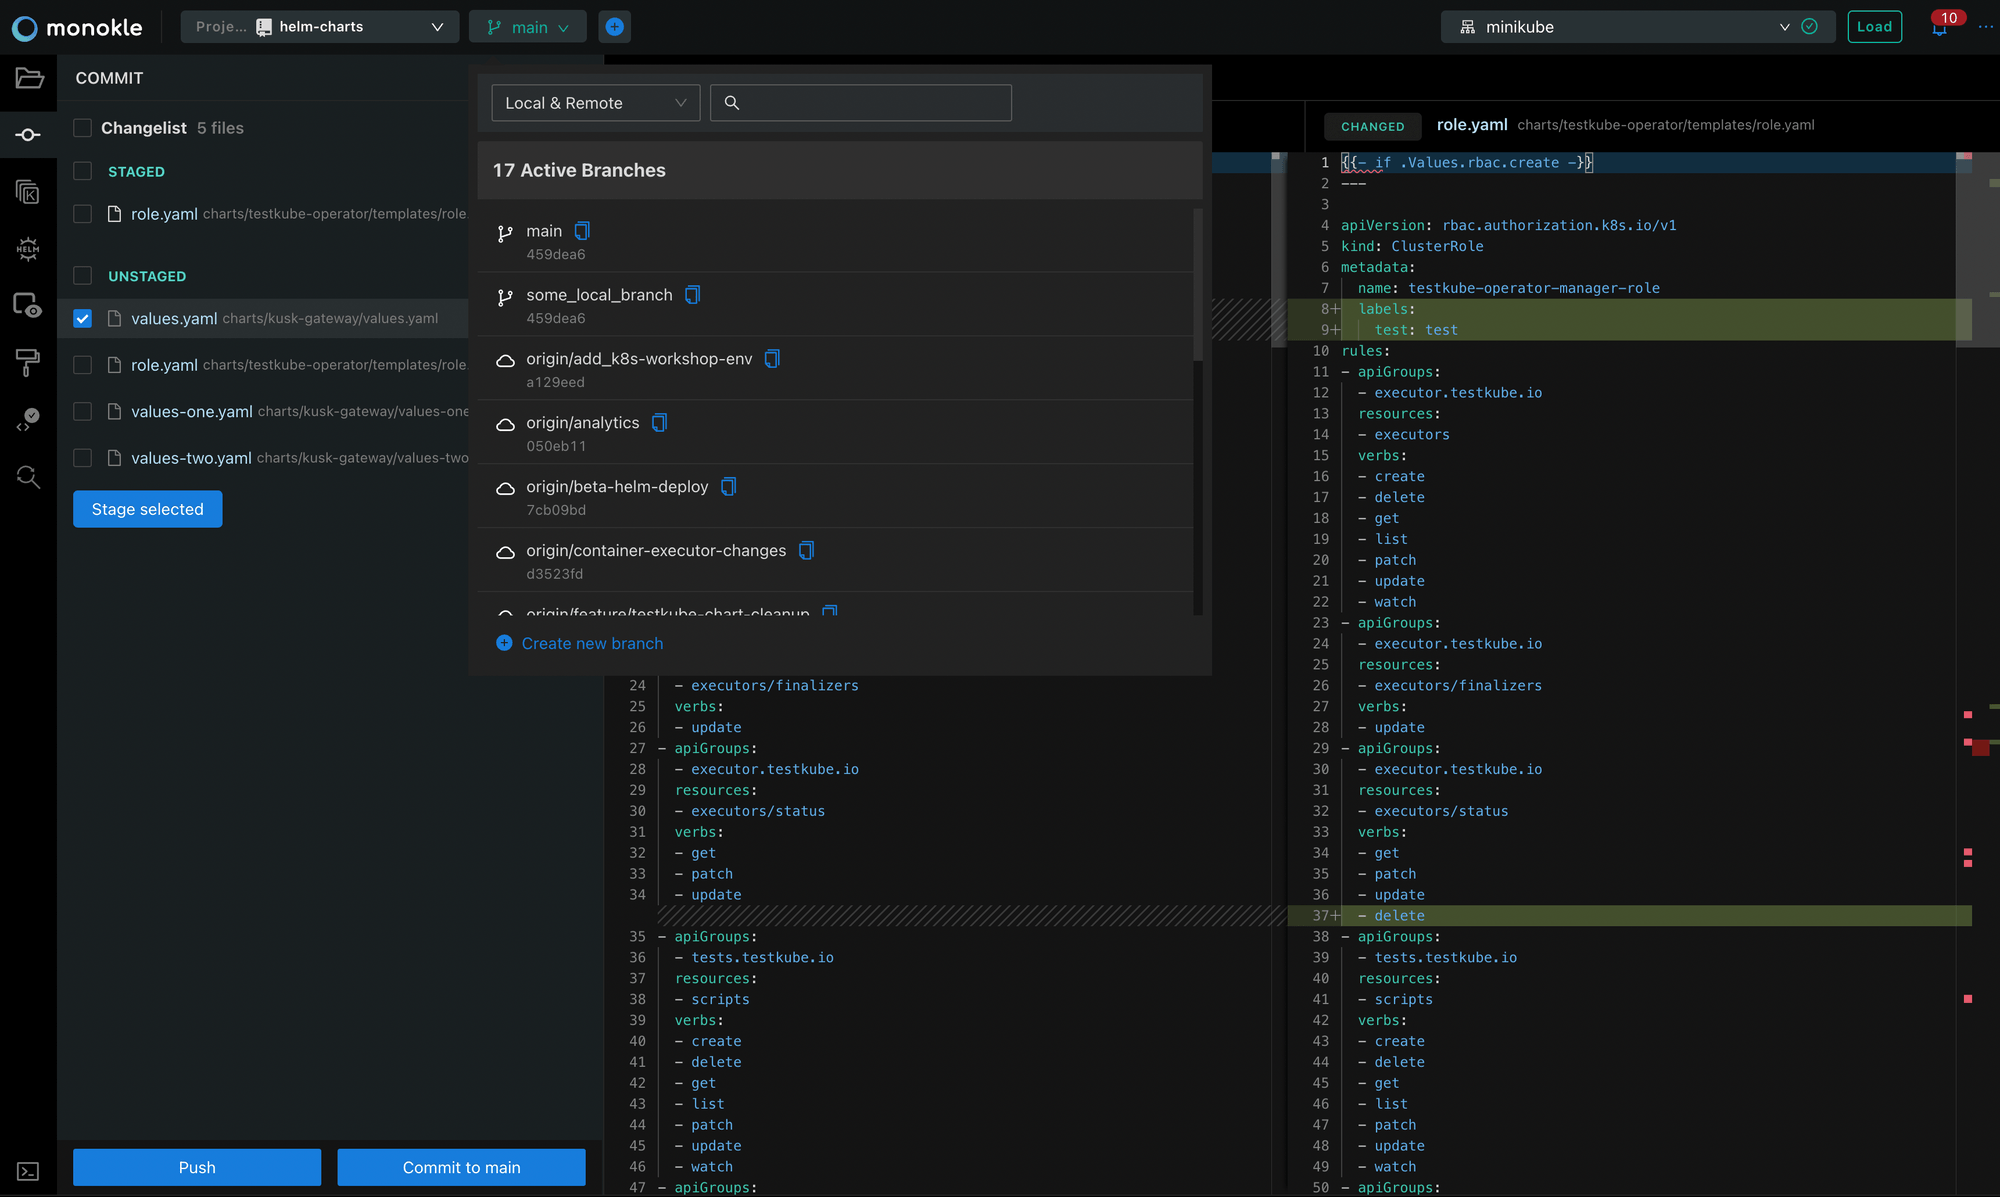 monokle
Proje... helm-charts
main
minikube
Load
10
COMMIT
Changelist 5 files
STAGED
role.yaml charts/testkube-operator/templates/role.
UNSTAGED
values.yaml charts/kusk-gateway/values.yaml
role.yaml charts/testkube-operator/templates/role.
values-one.yaml charts/kusk-gateway/values-one
values-two.yaml charts/kusk-gateway/values-two
Stage selected
Push
Commit to main
HELM
Local & Remote
17 Active Branches
main
459dea6
some_local_branch
459dea6
origin/add_k8s-workshop-env
a129eed
origin/analytics
050eb11
origin/beta-helm-deploy
7cb09bd
origin/container-executor-changes
d3523fd
origin/feature/testkube-chart-cleanup
Create new branch
24 - executors/finalizers
25 verbs:
26 - update
27 - apiGroups:
28 - executor.testkube.io
29 resources:
30 - executors/status
31 verbs:
32 - get
33 - patch
34 - update
35 - apiGroups:
36 - tests.testkube.io
37 resources:
38 - scripts
39 verbs:
40 - create
41 - delete
42 - get
43 - list
44 - patch
45 - update
46 - watch
47 - apiGroups:
CHANGED role.yaml charts/testkube-operator/templates/role.yaml
1 {{- if .Values.rbac.create -}}
2 ---
3
4 apiVersion: rbac.authorization.k8s.io/v1
5 kind: ClusterRole
6 metadata:
7 name: testkube-operator-manager-role
8+ labels:
9+ test: test
10 rules:
11 - apiGroups:
12 - executor.testkube.io
13 resources:
14 - executors
15 verbs:
16 - create
17 - delete
18 - get
19 - list
20 - patch
21 - update
22 - watch
23 - apiGroups:
24 - executor.testkube.io
25 resources:
26 - executors/finalizers
27 verbs:
28 - update
29 - apiGroups:
30 - executor.testkube.io
31 resources:
32 - executors/status
33 verbs:
34 - get
35 - patch
36 - update
37+ - delete
38 - apiGroups:
39 - tests.testkube.io
40 resources:
41 - scripts
42 verbs:
43 - create
44 - delete
45 - get
46 - list
47 - patch
48 - update
49 - watch
50 - apiGroups: